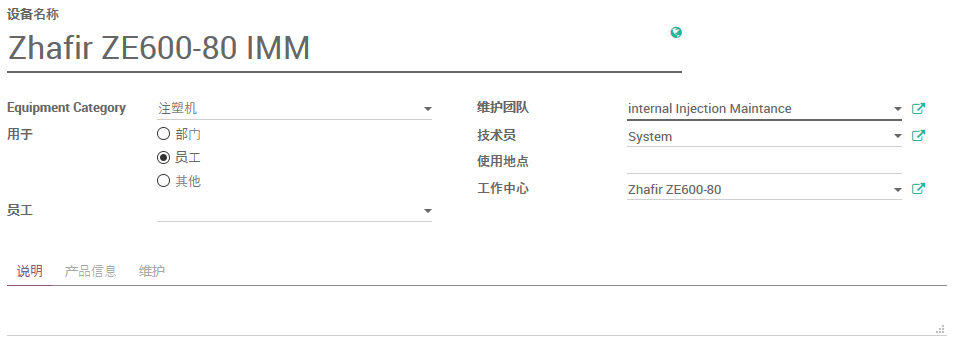 设备名称
Zhafir ZE600-80 IMM
Equipment Category 注塑机
用于 部门
员工
其他
员工
维护团队 internal Injection Maintance
技术员 System
使用地点
工作中心 Zhafir ZE600-80
说明 产品信息 维护